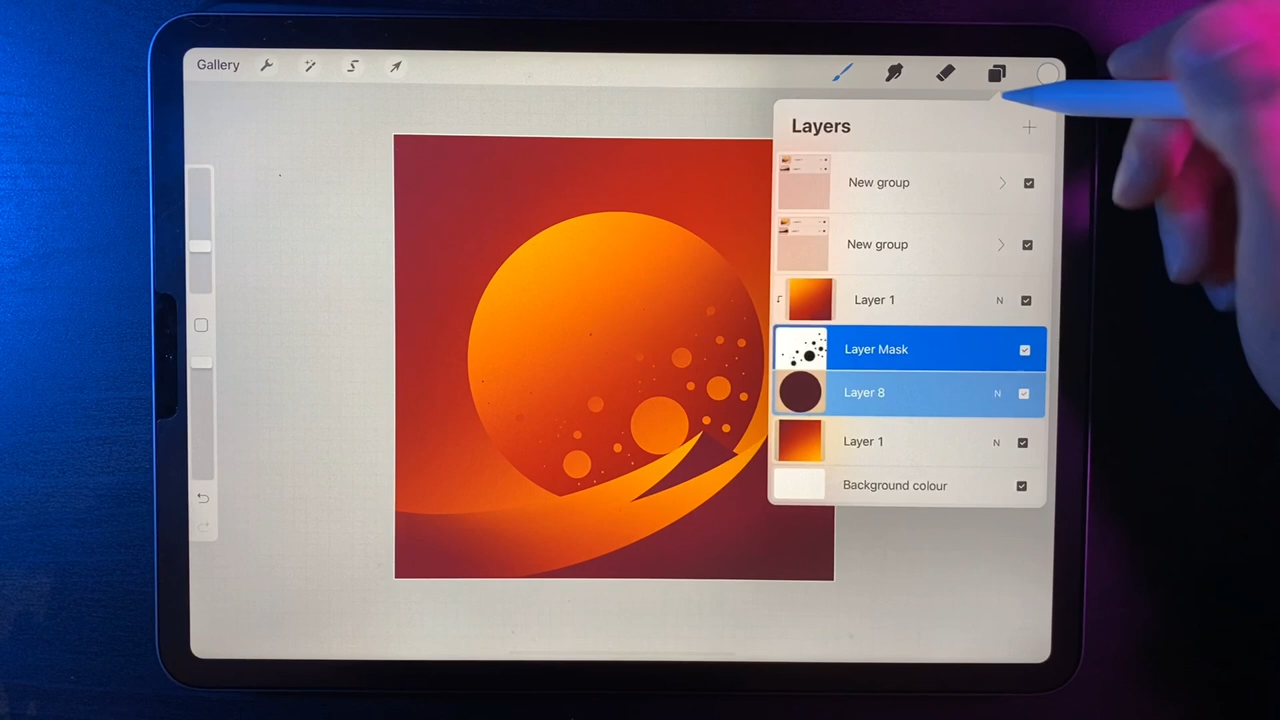 Gallery
Layers
New group
New group
Layer 1 N
Layer Mask
Layer 8 N
Layer 1 N
Background colour